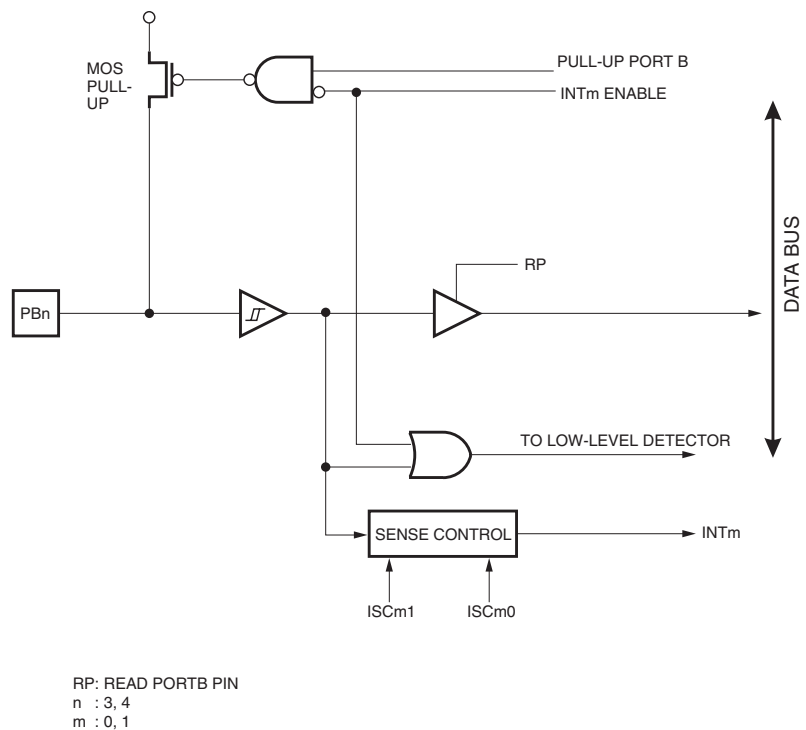 MOS
PULL-
UP
PULL-UP PORT B
INTm ENABLE
DATA BUS
RP
PBn
TO LOW-LEVEL DETECTOR
SENSE CONTROL
INTm
ISCm1
ISCm0
RP: READ PORTB PIN
n : 3, 4
m : 0, 1